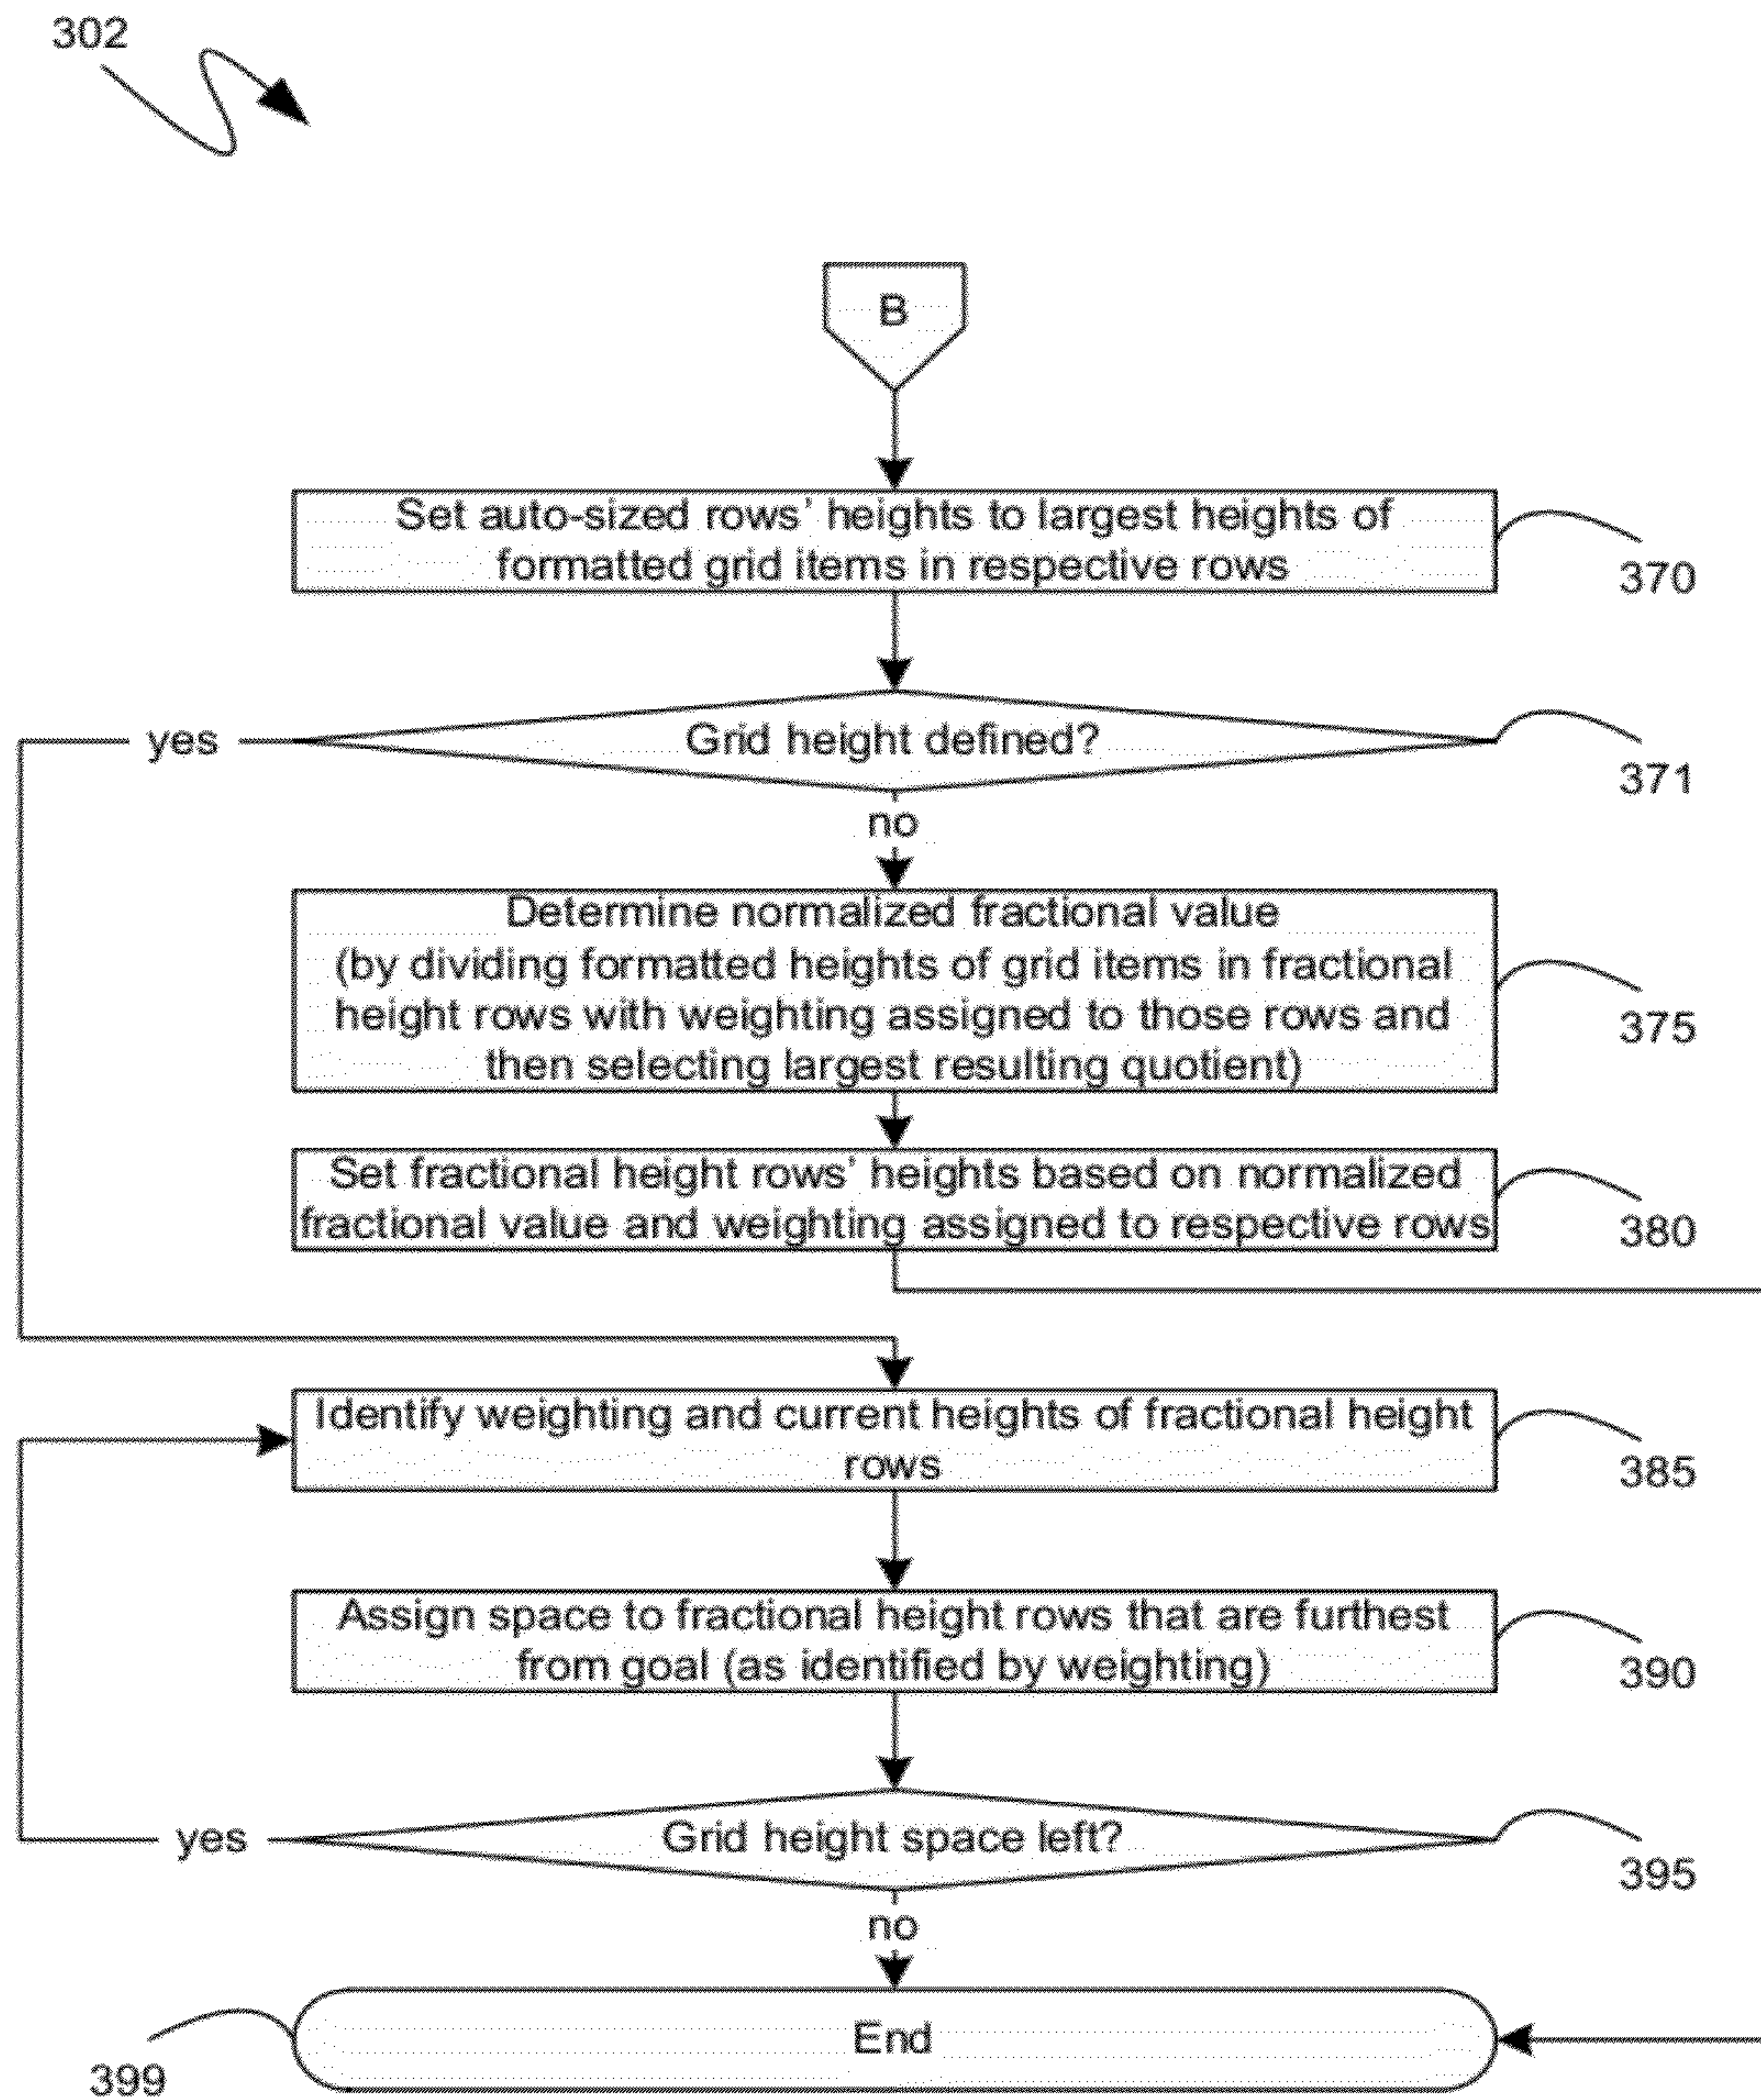 302
B
Set auto-sized rows’ heights to largest heights of
formatted grid items in respective rows
370
yes
Grid height defined?
371
no
Determine normalized fractional value
(by dividing formatted heights of grid items in fractional
height rows with weighting assigned to those rows and
then selecting largest resulting quotient)
375
Set fractional height rows’ heights based on normalized
fractional value and weighting assigned to respective rows
380
Identify weighting and current heights of fractional height
rows
385
Assign space to fractional height rows that are furthest
from goal (as identified by weighting)
390
yes
Grid height space left?
395
no
End
399